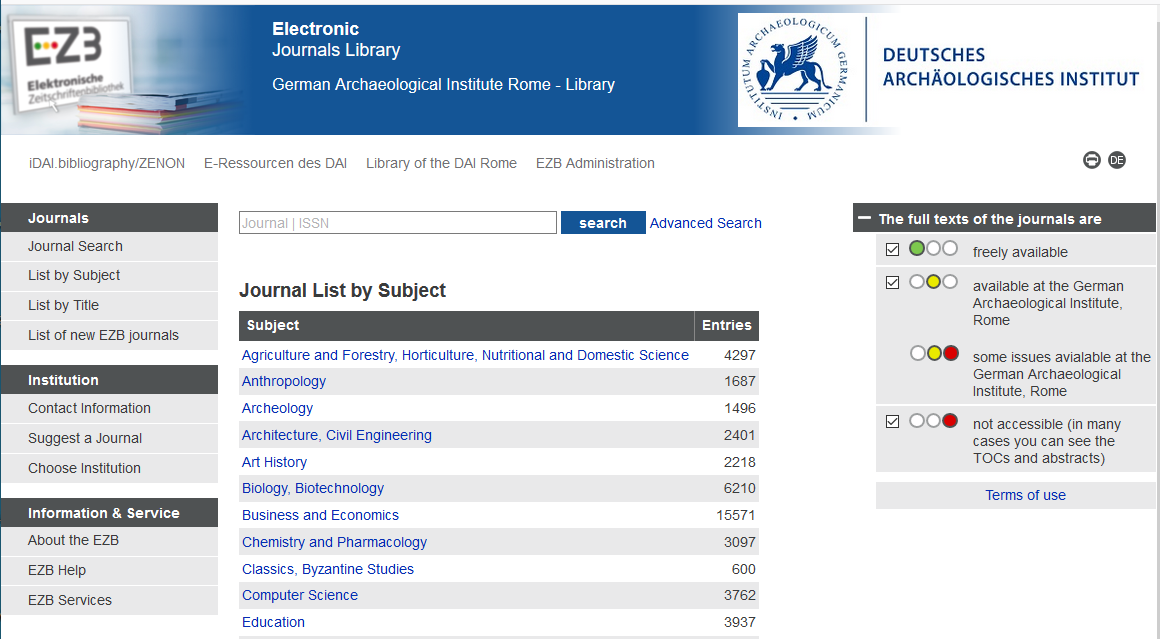 EZB
Elektronische
Zeitschriftenbibliothek
Electronic
Journals Library
German Archaeological Institute Rome - Library
INSTITUTUM ARCHAEOLOGICUM GERMANICUM
DEUTSCHES
ARCHÄOLOGISCHES INSTITUT
iDAI.bibliography/ZENON E-Ressourcen des DAI Library of the DAI Rome EZB Administration
DE
Journals
Journal Search
List by Subject
List by Title
List of new EZB journals
Institution
Contact Information
Suggest a Journal
Choose Institution
Information & Service
About the EZB
EZB Help
EZB Services
Journal | ISSN search Advanced Search
Journal List by Subject
Subject Entries
Agriculture and Forestry, Horticulture, Nutritional and Domestic Science 4297
Anthropology 1687
Archeology 1496
Architecture, Civil Engineering 2401
Art History 2218
Biology, Biotechnology 6210
Business and Economics 15571
Chemistry and Pharmacology 3097
Classics, Byzantine Studies 600
Computer Science 3762
Education 3937
The full texts of the journals are
freely available
available at the German
Archaeological Institute,
Rome
some issues avialable at the
German Archaeological
Institute, Rome
not accessible (in many
cases you can see the
TOCs and abstracts)
Terms of use